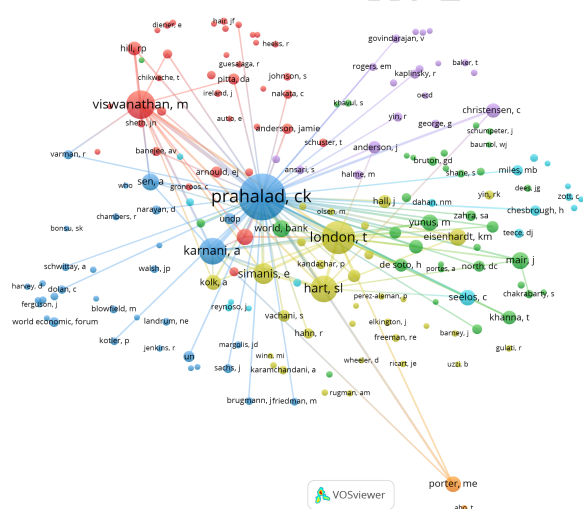 diener, e
hair, jf
govindarajan, v
hill, rp
heeks, r
guesalaga, r
rogers, em
baker, t
chikweche, t
pitta, da
johnson, s
kaplinsky, r
ireland, j
nakata, c
oecd
viswanathan, m
khavul, s
christensen, c
autio, e
yin, r
sheth, jn
anderson, jamie
george, g
schumpeter, j
banejee, av
schuster, t
anderson, j
baumol, wj
varman, r
bruton, gd
arnould, ej
ansari, s
halme, m
shane, s
miles, mb
who
sen, a
gronroos, c
dees, jg
prahalad, ck
hall, j
dahan, nm
yin, rk
zott, c
chambers, r
narayan, d
olsen, m
chesbrough, h
undp
zahra, sa
bonsu, sk
world, bank
yunus, m
teece, dj
london, t
eisenhardt, km
karnani, a
schwittay, a
walsh, jp
kandachar, p
de soto, h
portes, a
north, dc
mair, j
simanis, e
harvey, d
dolan, c
kolk, a
hart, sl
perez-aleman, p
seelos, c
chakrabarty, s
ferguson, j
blowfield, m
reynoso, j
world economic, forum
landrum, ne
vachani, s
elkington, j
khanna, t
hahn, r
barney, j
kotler, p
jenkins, r
margolis, jd
freeman, re
gulati, r
un
winn, mi
wheeler, d
ricart, je
uzzi, b
sachs, j
karamchandani, a
rugman, am
brugmann, j
friedman, m
porter, me
VOSviewer